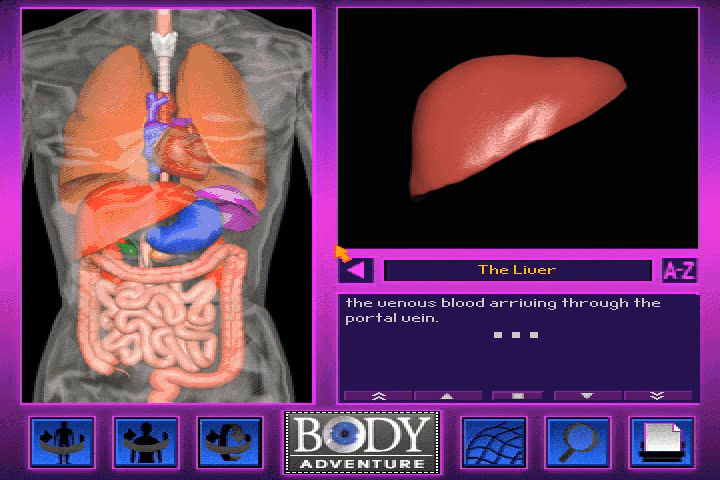 The Liver
A-Z
the venous blood arriving through the
portal vein.
BODY
ADVENTURE